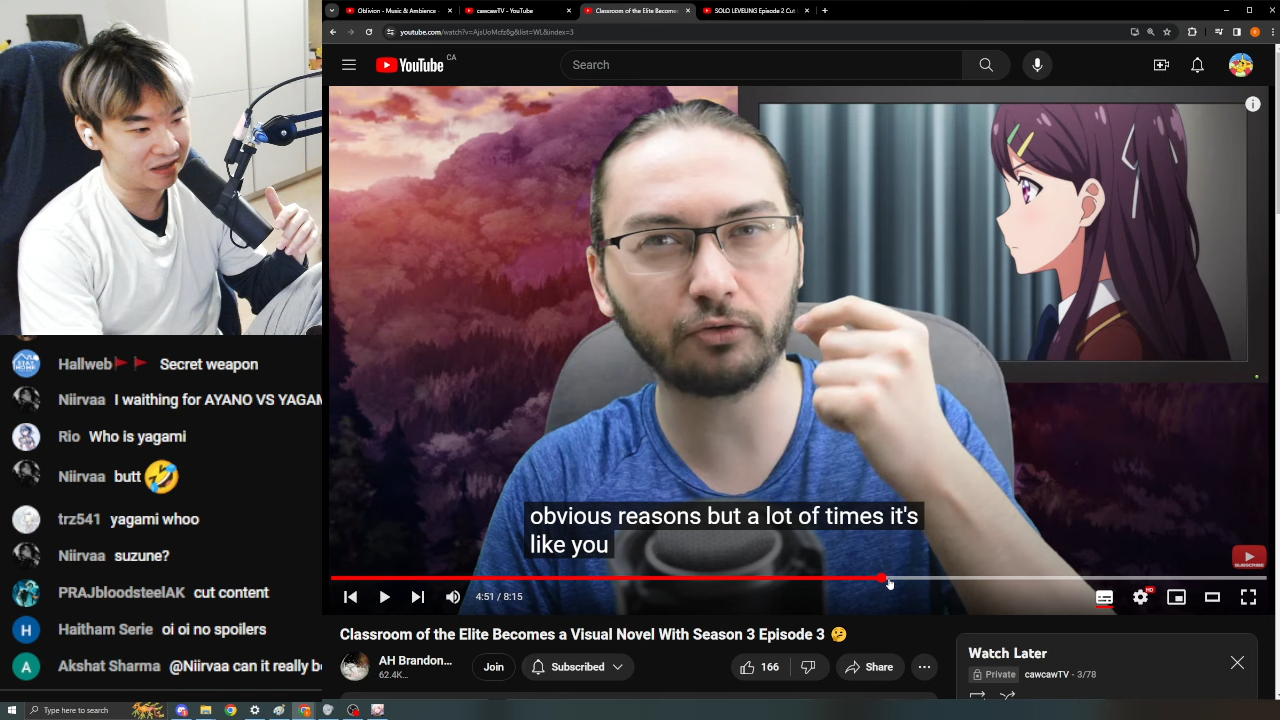 Oblivion - Music & Ambience -
cawcawTV - YouTube
Classroom of the Elite Becomes
SOLO LEVELING Episode 2 Cut
youtube.com/watch?v=AjsUoMcfz8g&list=WL&index=3
YouTube CA
Search
Hallweb Secret weapon
Niirvaa I waithing for AYANO VS YAGAM
Rio Who is yagami
Niirvaa butt
trz541 yagami whoo
Niirvaa suzune?
PRAJbloodsteelAK cut content
Haitham Serie oi oi no spoilers
Akshat Sharma @Niirvaa can it really be
obvious reasons but a lot of times it's
like you
SUBSCRIBE
4:51 / 8:15
HD
Classroom of the Elite Becomes a Visual Novel With Season 3 Episode 3
AH Brandon...
62.4K...
Join
Subscribed
166
Share
Watch Later
Private cawcawTV - 3/78
Type here to search